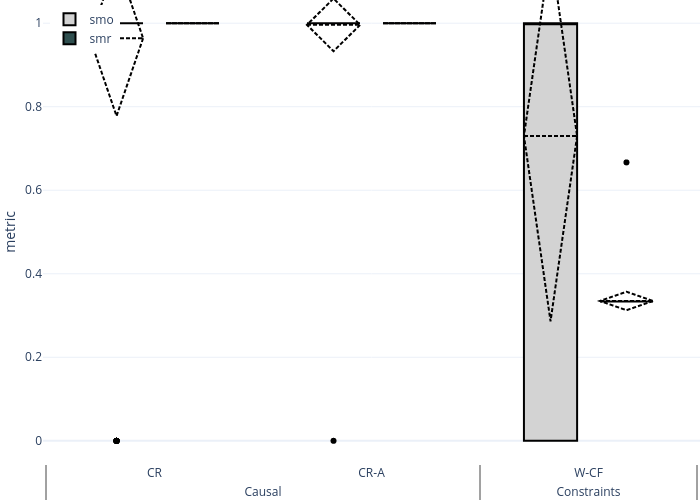 1
smo
smr
0.8
0.6
metric
0.4
0.2
0
CR CR-A W-CF
Causal Constraints